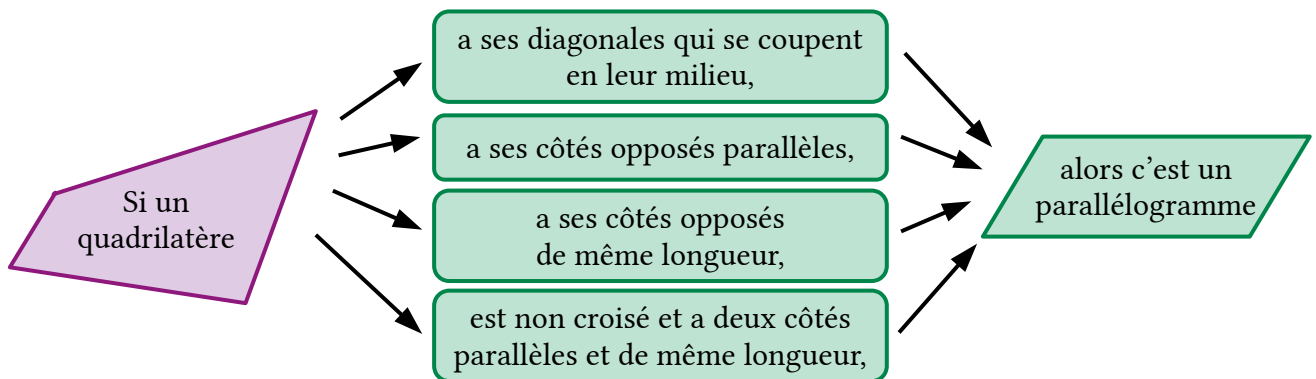 Si un
quadrilatère
a ses diagonales qui se coupent
en leur milieu,
a ses côtés opposés parallèles,
a ses côtés opposés
de même longueur,
est non croisé et a deux côtés
parallèles et de même longueur,
alors c’est un
parallélogramme